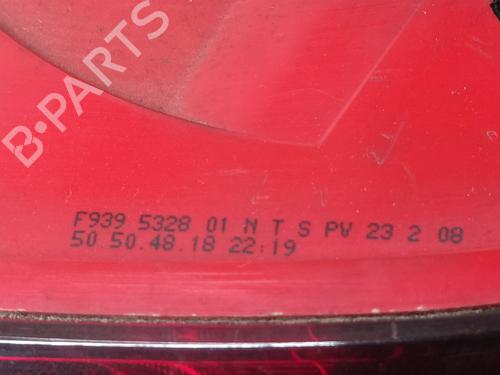 B-PARTS
F939 5328 01 N T S PV 23 2 08
50.50.48.18 22:19